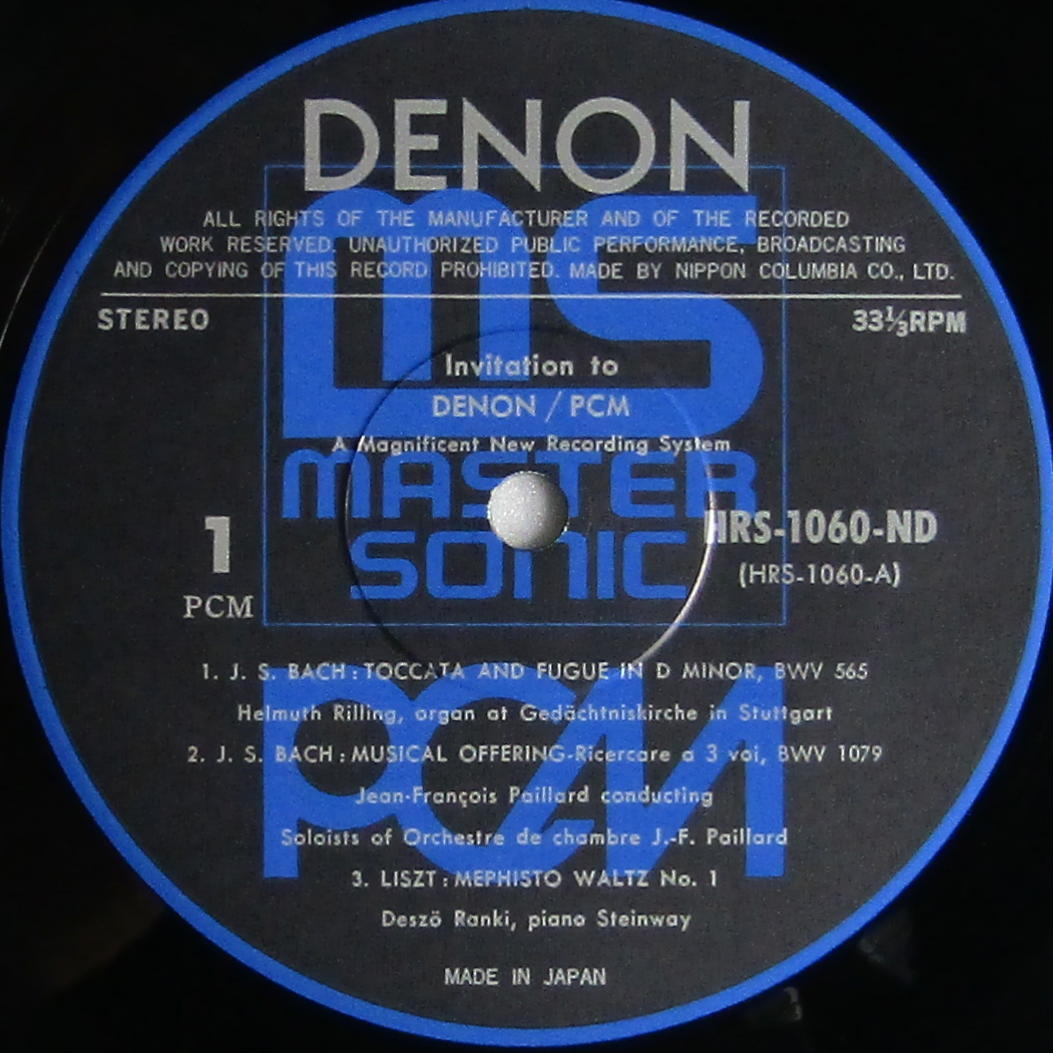 DENON
MS
ALL RIGHTS OF THE MANUFACTURER AND OF THE RECORDED
WORK RESERVED. UNAUTHORIZED PUBLIC PERFORMANCE, BROADCASTING
AND COPYING OF THIS RECORD PROHIBITED. MADE BY NIPPON COLUMBIA CO., LTD.
STEREO
33⅓RPM
Invitation to
DENON / PCM
A Magnificent New Recording System
MASTER
SONIC
1
PCM
HRS-1060-ND
(HRS-1060-A)
PCM
1. J. S. BACH : TOCCATA AND FUGUE IN D MINOR, BWV 565
Helmuth Rilling, organ at Gedächtniskirche in Stuttgart
2. J. S. BACH : MUSICAL OFFERING-Ricercare a 3 voi, BWV 1079
Jean-François Paillard conducting
Soloists of Orchestre de chambre J.-F. Paillard
3. LISZT : MEPHISTO WALTZ No. 1
Deszö Ranki, piano Steinway
MADE IN JAPAN